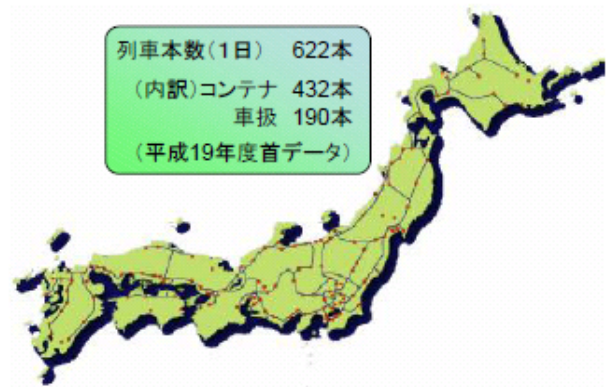 列車本数(1日) 622本
(内訳)コンテナ 432本
車扱 190本
(平成19年度首データ)